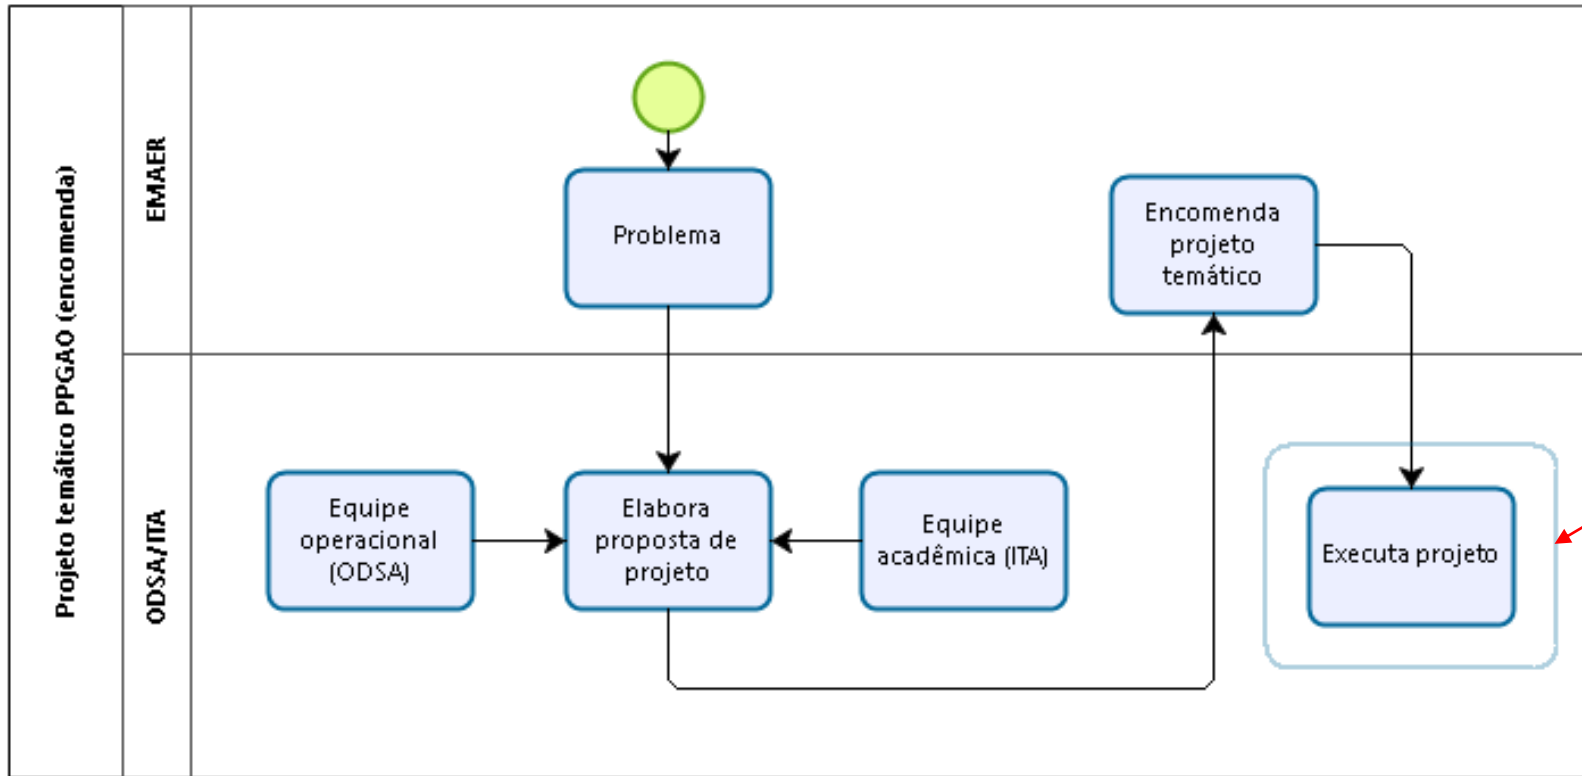 Projeto temático PPGAO (encomenda)
EMAER
Problema
Encomenda
projeto
temático
ODSA/ITA
Equipe
operacional
(ODSA)
Elabora
proposta de
projeto
Equipe
acadêmica (ITA)
Executa projeto